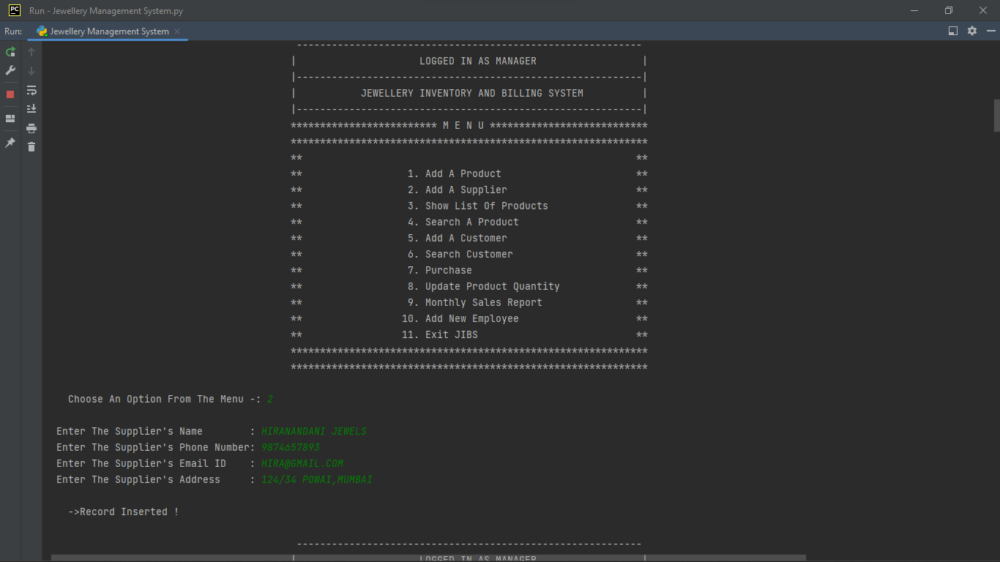 PC Run - Jewellery Management System.py
Run: Jewellery Management System
-----------------------------------------------------------
| LOGGED IN AS MANAGER |
|-----------------------------------------------------------|
| JEWELLERY INVENTORY AND BILLING SYSTEM |
|-----------------------------------------------------------|
************************* M E N U ***************************
*************************************************************
** **
** 1. Add A Product **
** 2. Add A Supplier **
** 3. Show List Of Products **
** 4. Search A Product **
** 5. Add A Customer **
** 6. Search Customer **
** 7. Purchase **
** 8. Update Product Quantity **
** 9. Monthly Sales Report **
** 10. Add New Employee **
** 11. Exit JIBS **
*************************************************************
*************************************************************
Choose An Option From The Menu -: 2
Enter The Supplier's Name : HIRANANDANI JEWELS
Enter The Supplier's Phone Number: 9874657893
Enter The Supplier's Email ID : HIRA@GMAIL.COM
Enter The Supplier's Address : 124/34 POWAI,MUMBAI
->Record Inserted !
-----------------------------------------------------------
| LOGGED IN AS MANAGER |